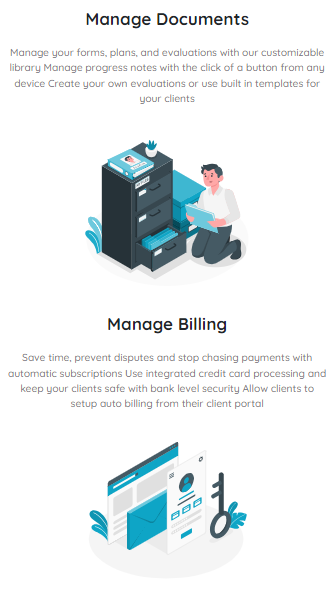 Manage Documents
Manage your forms, plans, and evaluations with our customizable
library Manage progress notes with the click of a button from any
device Create your own evaluations or use built in templates for
your clients
Manage Billing
Save time, prevent disputes and stop chasing payments with
automatic subscriptions Use integrated credit card processing and
keep your clients safe with bank level security Allow clients to
setup auto billing from their client portal